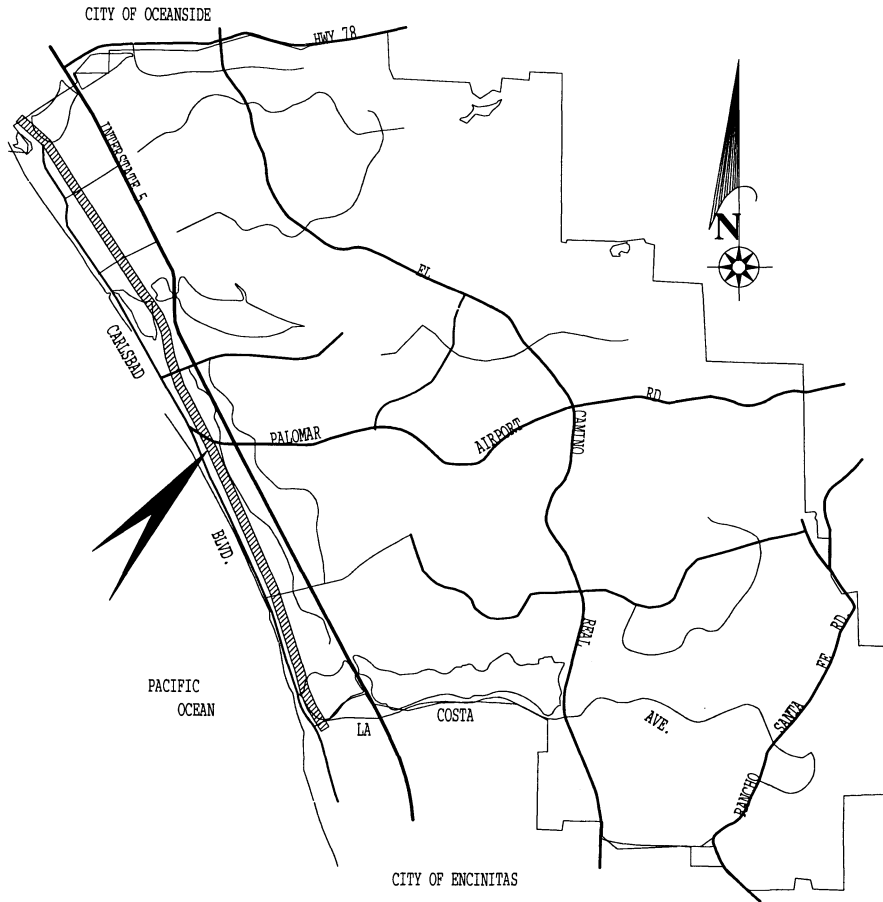 CITY OF OCEANSIDE
HWY 78
INTERSTATE 5
N
EL
CARLSBAD
RD
CAMINO
AIRPORT
PALOMAR
BLVD.
REAL
RD.
FE
PACIFIC
OCEAN
SANTA
COSTA
AVE.
LA
RANCHO
CITY OF ENCINITAS